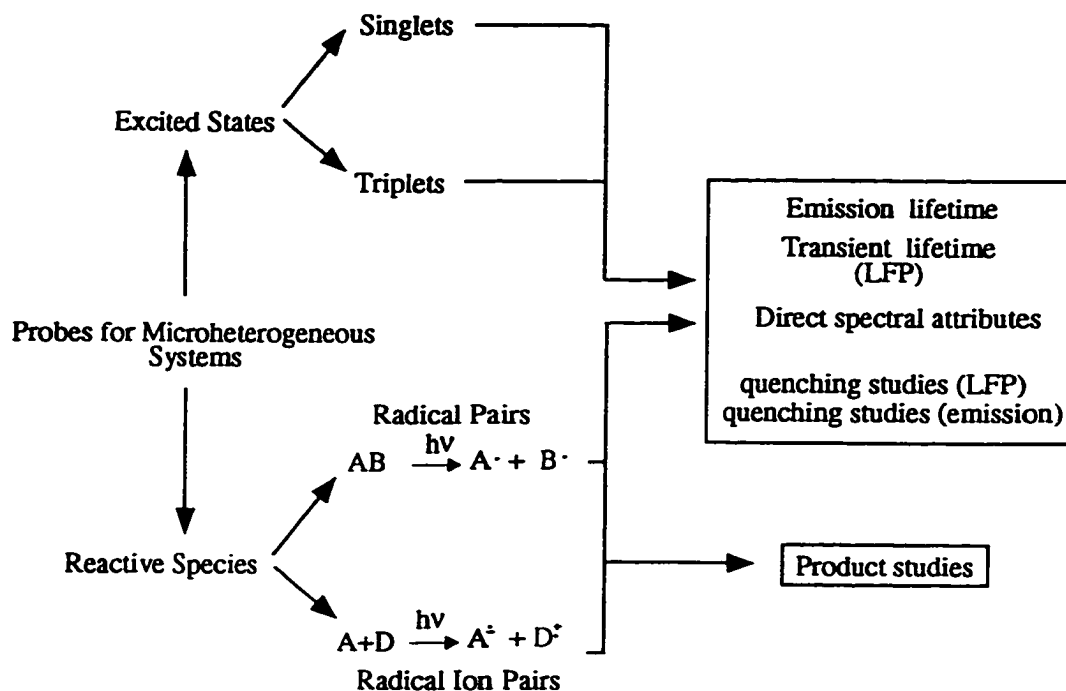 Singlets
Excited States
Triplets
Emission lifetime
Transient lifetime
(LFP)
Direct spectral attributes
quenching studies (LFP)
quenching studies (emission)
Probes for Microheterogeneous
Systems
Radical Pairs
hν
AB → A· + B·
Reactive Species
Product studies
hν
A+D → A∸ + D⨥
Radical Ion Pairs